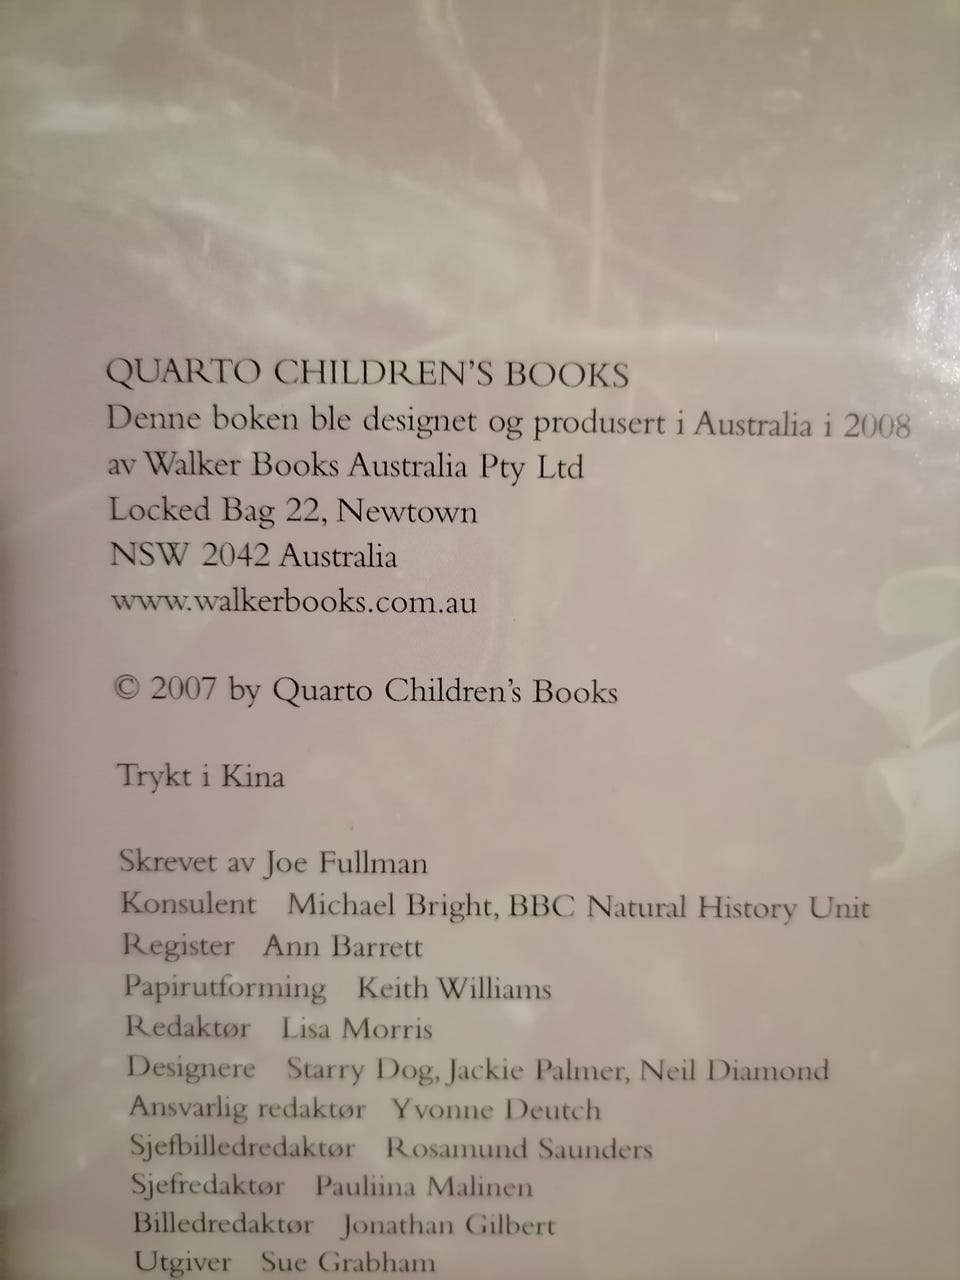 QUARTO CHILDREN'S BOOKS
Denne boken ble designet og produsert i Australia i 2008
av Walker Books Australia Pty Ltd
Locked Bag 22, Newtown
NSW 2042 Australia
www.walkerbooks.com.au
© 2007 by Quarto Children's Books
Trykt i Kina
Skrevet av Joe Fullman
Konsulent Michael Bright, BBC Natural History Unit
Register Ann Barrett
Papirutforming Keith Williams
Redaktør Lisa Morris
Designere Starry Dog, Jackie Palmer, Neil Diamond
Ansvarlig redaktør Yvonne Deutch
Sjefbilledredaktør Rosamund Saunders
Sjefredaktør Pauliina Malinen
Billedredaktør Jonathan Gilbert
Utgiver Sue Grabham